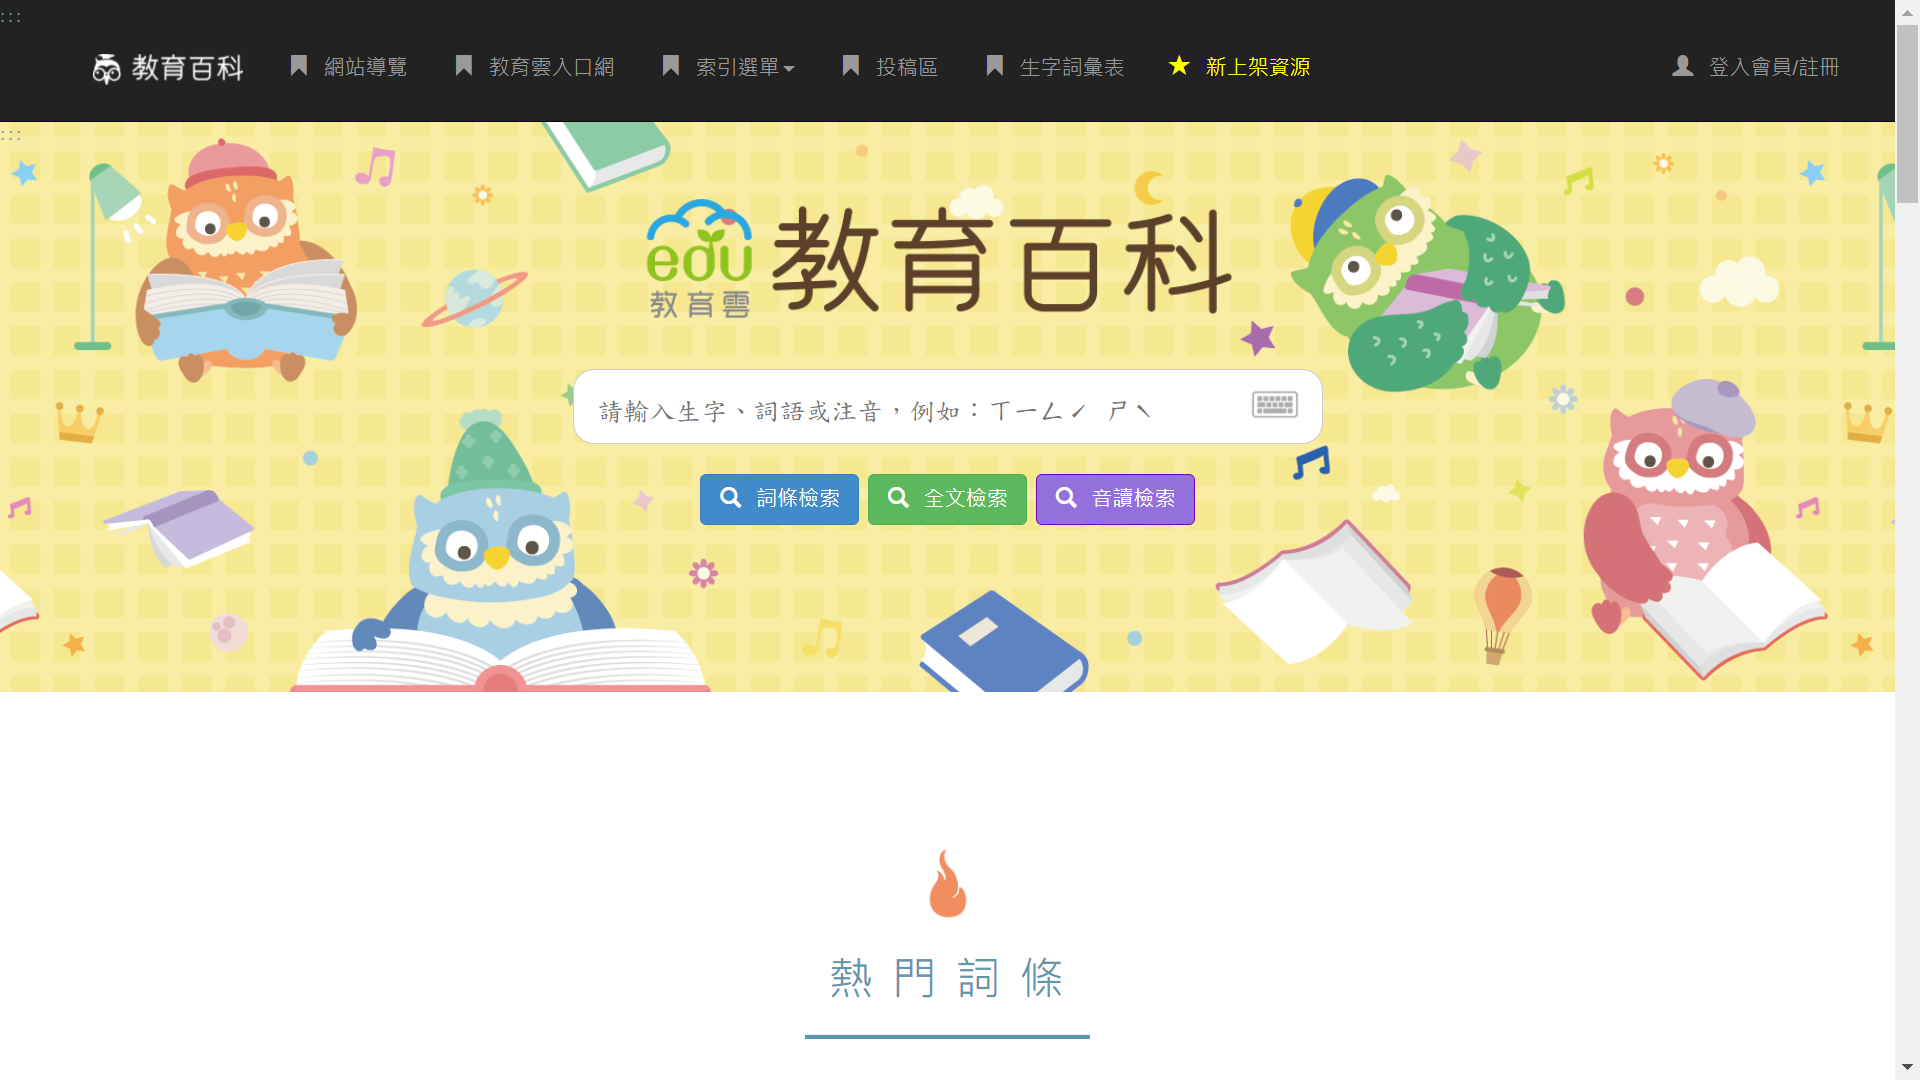 :::
教育百科 網站導覽 教育雲入口網 索引選單 投稿區 生字詞彙表 新上架資源 登入會員/註冊
:::
edu 教育雲 教育百科
請輸入生字、詞語或注音，例如：ㄒㄧㄥˊ ㄕˋ
詞條檢索 全文檢索 音讀檢索
熱門詞條